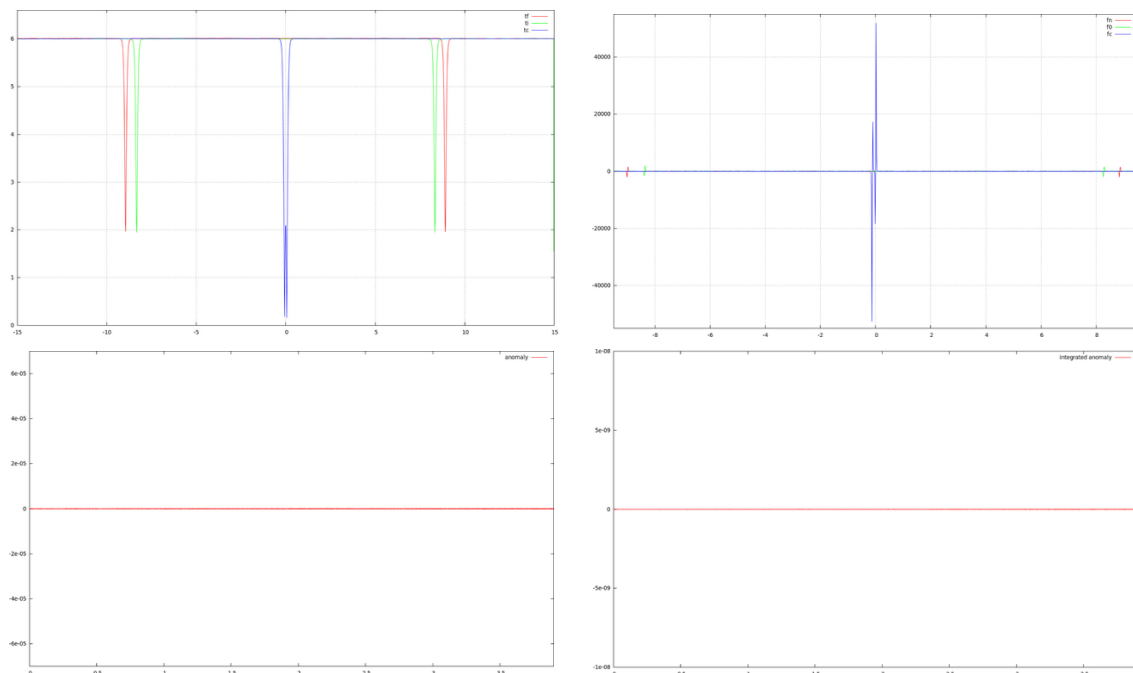 tf
ti
tc
6
5
4
3
2
1
0
-15 -10 -5 0 5 10 15
fn
f0
fc
40000
20000
0
-20000
-40000
-8 -6 -4 -2 0 2 4 6 8
anomaly
6e-05
4e-05
2e-05
0
-2e-05
-4e-05
-6e-05
integrated anomaly
1e-08
5e-09
0
-5e-09
-1e-08